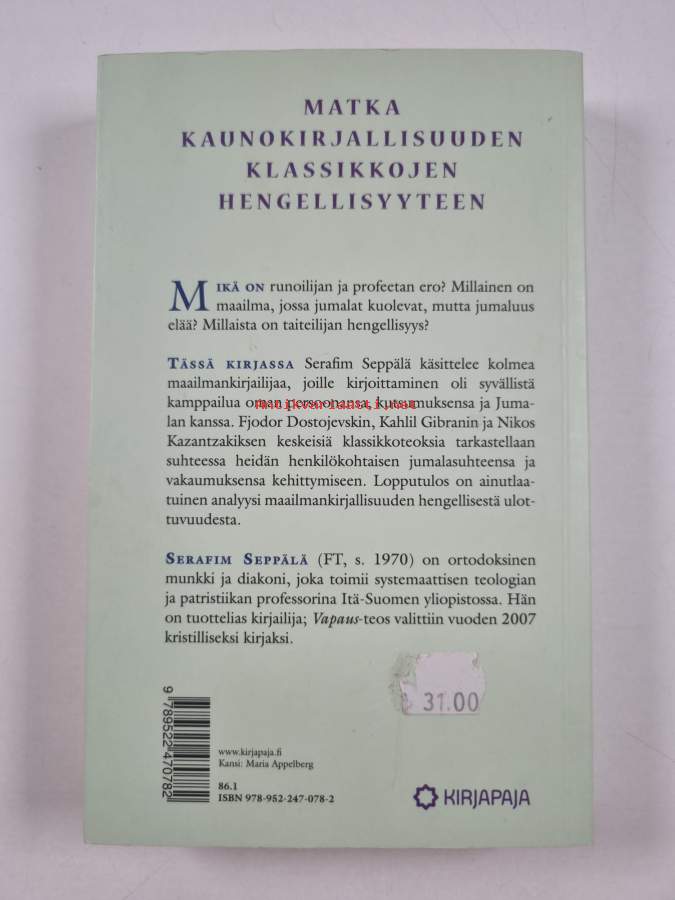 MATKA
KAUNOKIRJALLISUUDEN
KLASSIKKOJEN
HENGELLISYYTEEN
MIKÄ ON runoilijan ja profeetan ero? Millainen on
maailma, jossa jumalat kuolevat, mutta jumaluus
elää? Millaista on taiteilijan hengellisyys?
TÄSSÄ KIRJASSA Serafim Seppälä käsittelee kolmea
maailmankirjailijaa, joille kirjoittaminen oli syvällistä
kamppailua oman persoonansa, kutsumuksensa ja Juma-
Antikvariaatti.net
lan kanssa. Fjodor Dostojevskin, Kahlil Gibranin ja Nikos
Kazantzakiksen keskeisiä klassikkoteoksia tarkastellaan
suhteessa heidän henkilökohtaisen jumalasuhteensa ja
vakaumuksensa kehittymiseen. Lopputulos on ainutlaa-
tuinen analyysi maailmankirjallisuuden hengellisestä ulot-
tuvuudesta.
SERAFIM SEPPÄLÄ (FT, s. 1970) on ortodoksinen
munkki ja diakoni, joka toimii systemaattisen teologian
ja patristiikan professorina Itä-Suomen yliopistossa. Hän
on tuottelias kirjailija; Vapaus-teos valittiin vuoden 2007
kristilliseksi kirjaksi.
31.00
9 789522 470782
www.kirjapaja.fi
Kansi: Maria Appelberg
86.1
ISBN 978-952-247-078-2
KIRJAPAJA